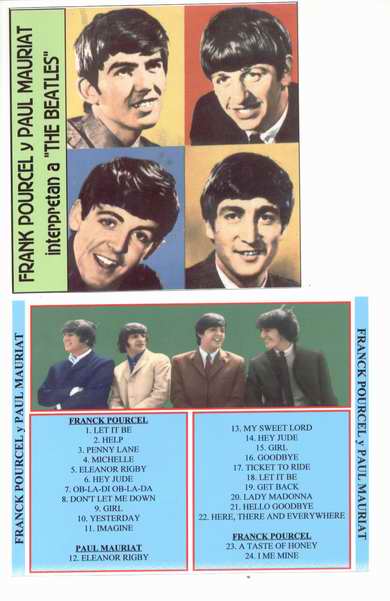 FRANK POURCEL y PAUL MAURIAT
interpretan a "THE BEATLES"
FRANCK POURCEL y PAUL MAURIAT
FRANCK POURCEL
1. LET IT BE
2. HELP
3. PENNY LANE
4. MICHELLE
5. ELEANOR RIGBY
6. HEY JUDE
7. OB-LA-DI OB-LA-DA
8. DON'T LET ME DOWN
9. GIRL
10. YESTERDAY
11. IMAGINE
PAUL MAURIAT
12. ELEANOR RIGBY
13. MY SWEET LORD
14. HEY JUDE
15. GIRL
16. GOODBYE
17. TICKET TO RIDE
18. LET IT BE
19. GET BACK
20. LADY MADONNA
21. HELLO GOODBYE
22. HERE, THERE AND EVERYWHERE
FRANCK POURCEL
23. A TASTE OF HONEY
24. I ME MINE
FRANCK POURCEL y PAUL MAURIAT